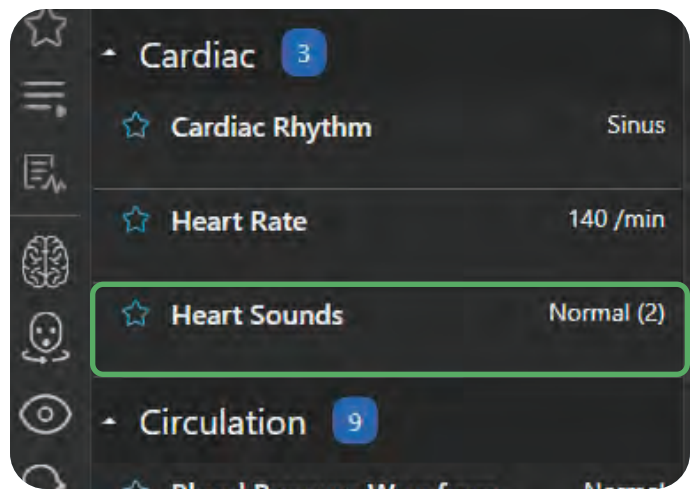 Cardiac 3
Cardiac Rhythm Sinus
Heart Rate 140 /min
Heart Sounds Normal (2)
Circulation 9